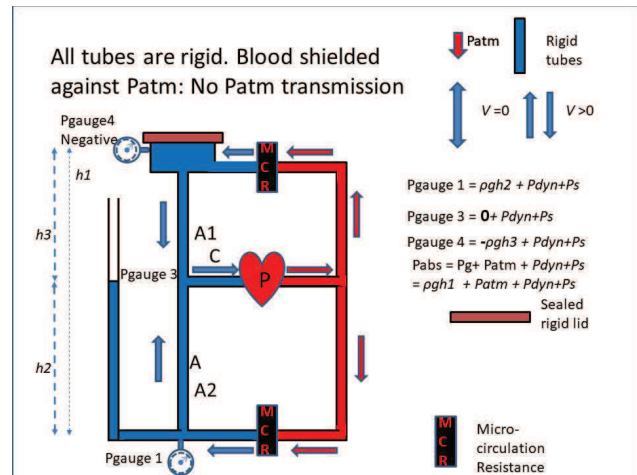 All tubes are rigid. Blood shielded
against Patm: No Patm transmission
Patm
Rigid
tubes
V =0
V >0
Pgauge4
Negative
M
C
R
h1
h3
A1
C
Pgauge 3
P
h2
A
A2
M
C
R
Pgauge 1
Pgauge 1 = ρgh2 + Pdyn+Ps
Pgauge 3 = 0+ Pdyn+Ps
Pgauge 4 = -ρgh3 + Pdyn+Ps
Pabs = Pg+ Patm + Pdyn+Ps
= ρgh1 + Patm + Pdyn+Ps
Sealed
rigid lid
M
C
R
Micro-
circulation
Resistance